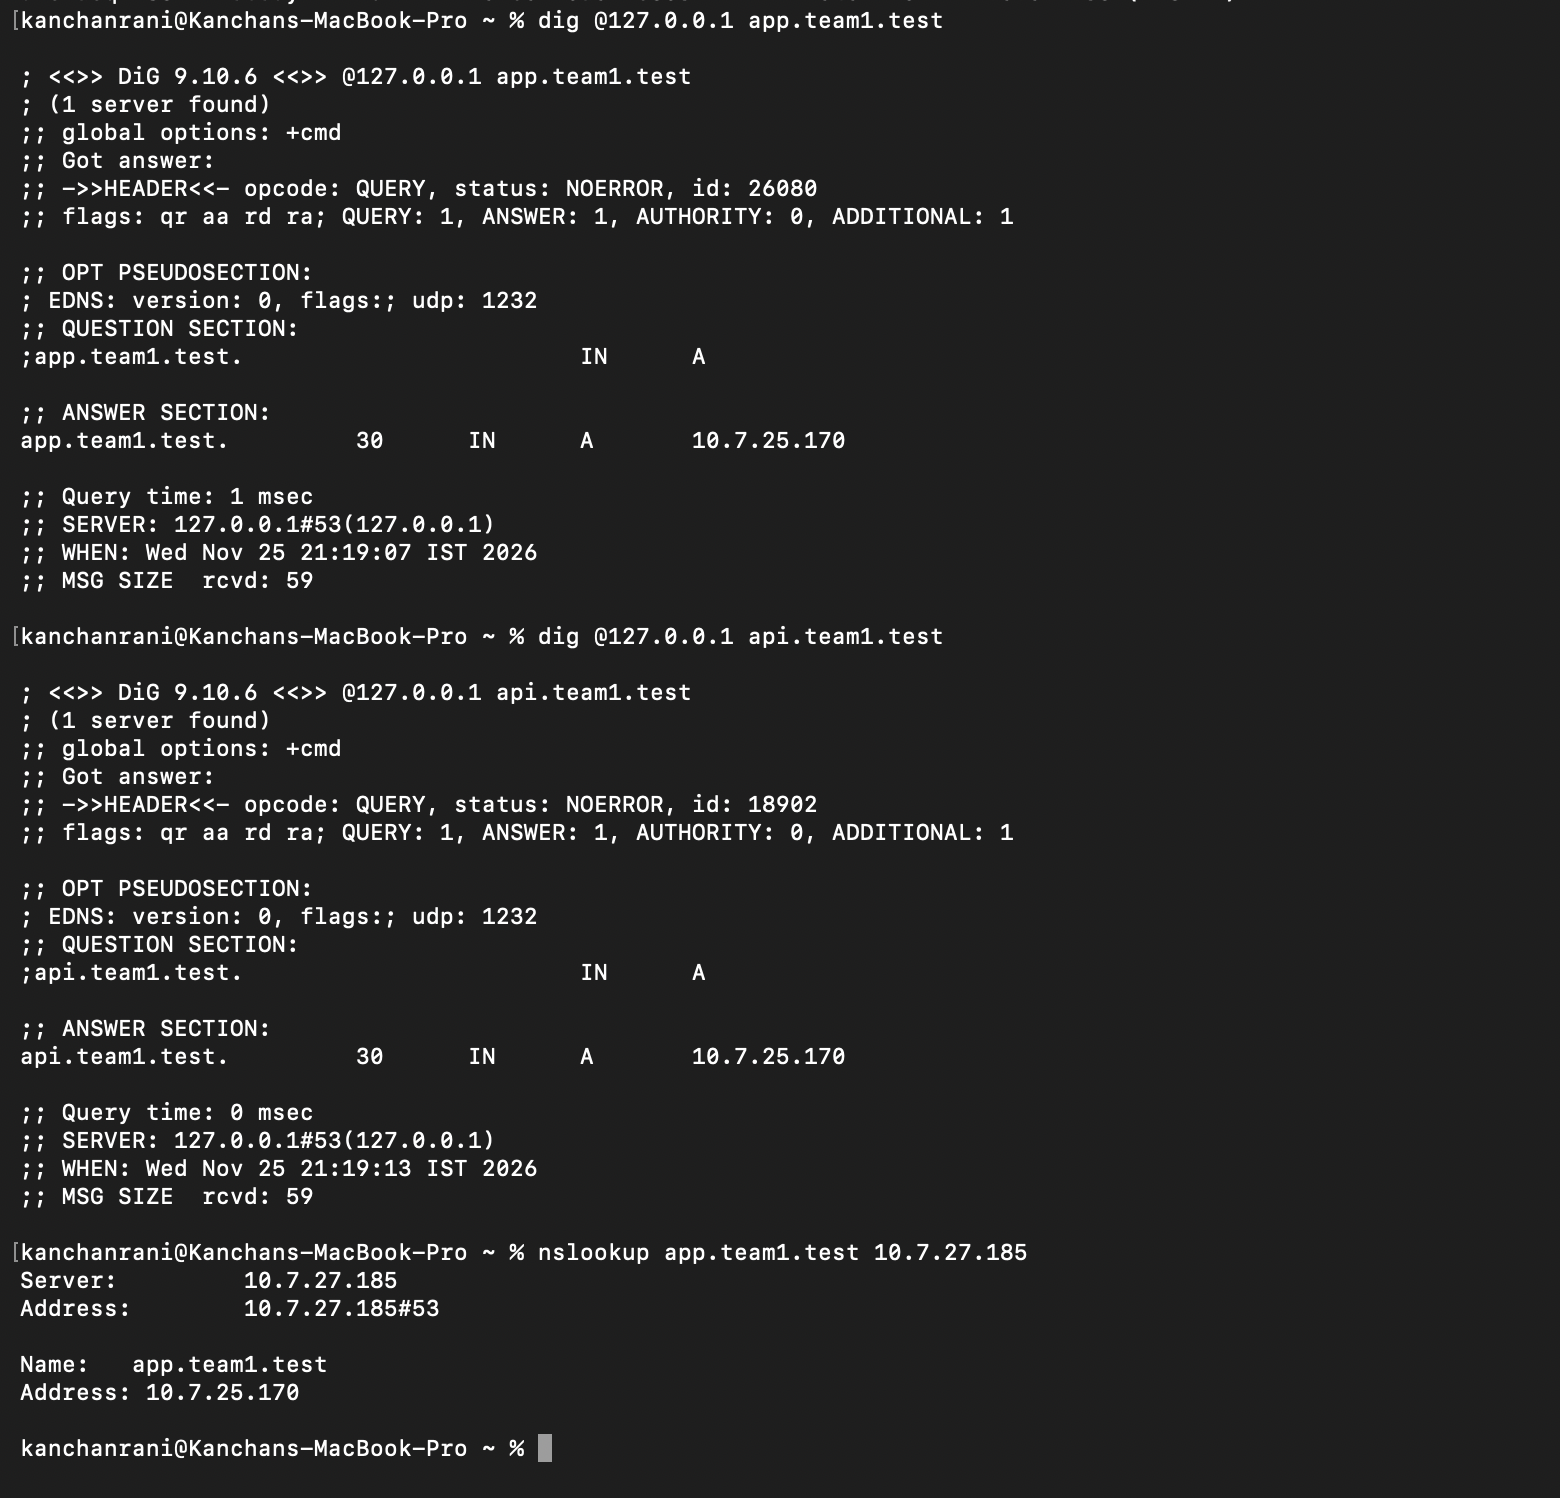 [kanchanrani@Kanchans-MacBook-Pro ~ % dig @127.0.0.1 app.team1.test
; <<>> DiG 9.10.6 <<>> @127.0.0.1 app.team1.test
; (1 server found)
;; global options: +cmd
;; Got answer:
;; ->>HEADER<<- opcode: QUERY, status: NOERROR, id: 26080
;; flags: qr aa rd ra; QUERY: 1, ANSWER: 1, AUTHORITY: 0, ADDITIONAL: 1
;; OPT PSEUDOSECTION:
; EDNS: version: 0, flags:; udp: 1232
;; QUESTION SECTION:
;app.team1.test. IN A
;; ANSWER SECTION:
app.team1.test. 30 IN A 10.7.25.170
;; Query time: 1 msec
;; SERVER: 127.0.0.1#53(127.0.0.1)
;; WHEN: Wed Nov 25 21:19:07 IST 2026
;; MSG SIZE  rcvd: 59
[kanchanrani@Kanchans-MacBook-Pro ~ % dig @127.0.0.1 api.team1.test
; <<>> DiG 9.10.6 <<>> @127.0.0.1 api.team1.test
; (1 server found)
;; global options: +cmd
;; Got answer:
;; ->>HEADER<<- opcode: QUERY, status: NOERROR, id: 18902
;; flags: qr aa rd ra; QUERY: 1, ANSWER: 1, AUTHORITY: 0, ADDITIONAL: 1
;; OPT PSEUDOSECTION:
; EDNS: version: 0, flags:; udp: 1232
;; QUESTION SECTION:
;api.team1.test. IN A
;; ANSWER SECTION:
api.team1.test. 30 IN A 10.7.25.170
;; Query time: 0 msec
;; SERVER: 127.0.0.1#53(127.0.0.1)
;; WHEN: Wed Nov 25 21:19:13 IST 2026
;; MSG SIZE  rcvd: 59
[kanchanrani@Kanchans-MacBook-Pro ~ % nslookup app.team1.test 10.7.27.185
Server: 10.7.27.185
Address: 10.7.27.185#53
Name: app.team1.test
Address: 10.7.25.170
kanchanrani@Kanchans-MacBook-Pro ~ %